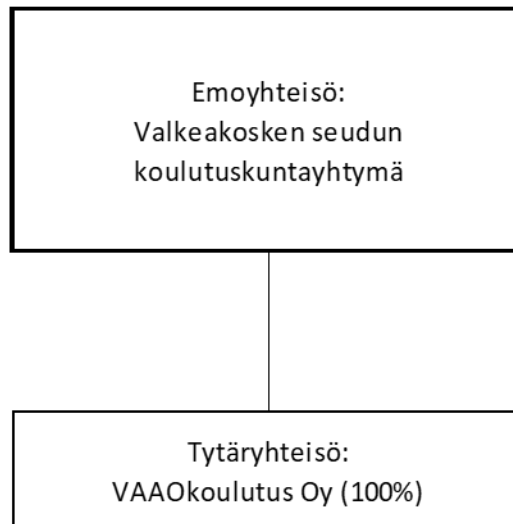 Emoyhteisö:
Valkeakosken seudun
koulutuskuntayhtymä
Tytäryhteisö:
VAAOkoulutus Oy (100%)